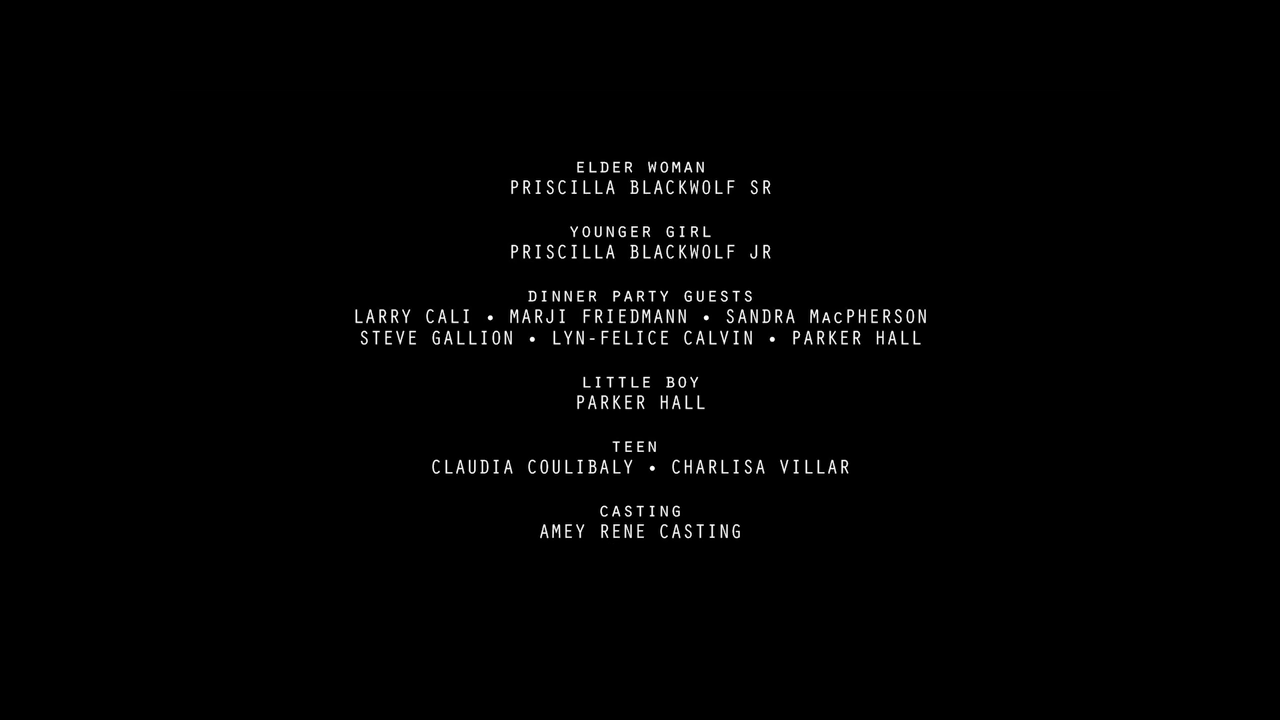 ELDER WOMAN
PRISCILLA BLACKWOLF SR
YOUNGER GIRL
PRISCILLA BLACKWOLF JR
DINNER PARTY GUESTS
LARRY CALI • MARJI FRIEDMANN • SANDRA MacPHERSON
STEVE GALLION • LYN-FELICE CALVIN • PARKER HALL
LITTLE BOY
PARKER HALL
TEEN
CLAUDIA COULIBALY • CHARLISA VILLAR
CASTING
AMEY RENE CASTING